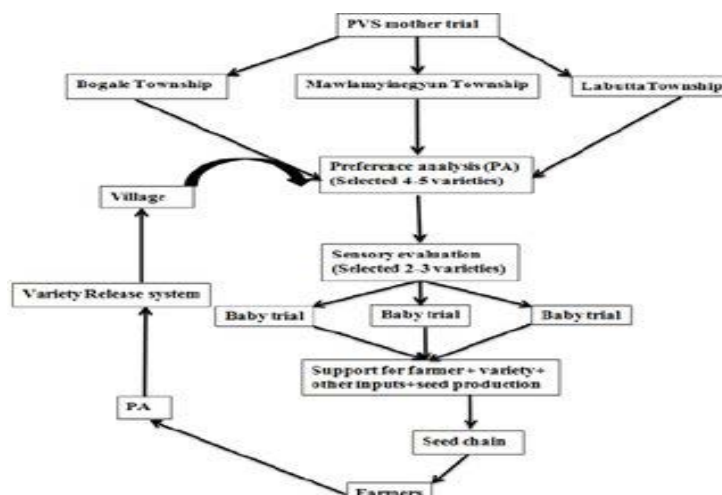 PVS mother trial
Bogale Township
Mawlamyinegyun Township
Labutta Township
Preference analysis (PA)
(Selected 4-5 varieties)
Village
Sensory evaluation
(Selected 2-3 varieties)
Variety Release system
Baby trial
Baby trial
Baby trial
Support for farmer + variety+
other inputs+seed production
PA
Seed chain
Farmers